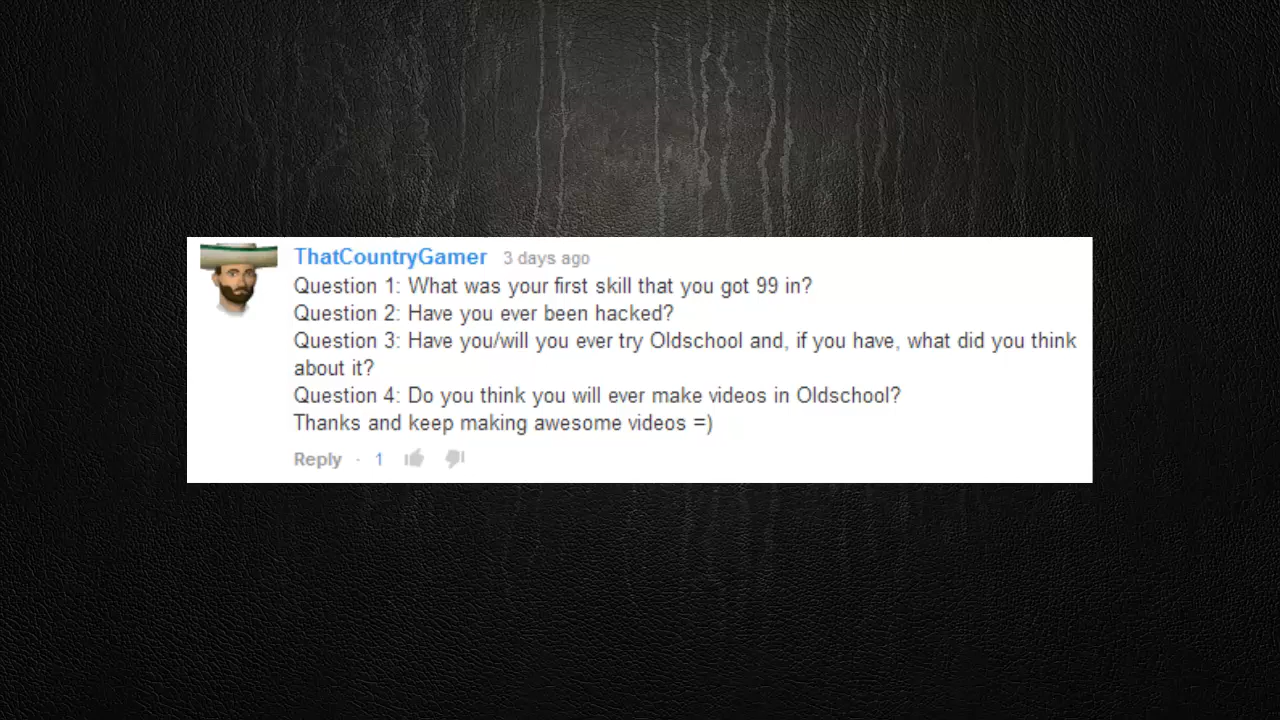 ThatCountryGamer 3 days ago
Question 1: What was your first skill that you got 99 in?
Question 2: Have you ever been hacked?
Question 3: Have you/will you ever try Oldschool and, if you have, what did you think
about it?
Question 4: Do you think you will ever make videos in Oldschool?
Thanks and keep making awesome videos =)
Reply · 1